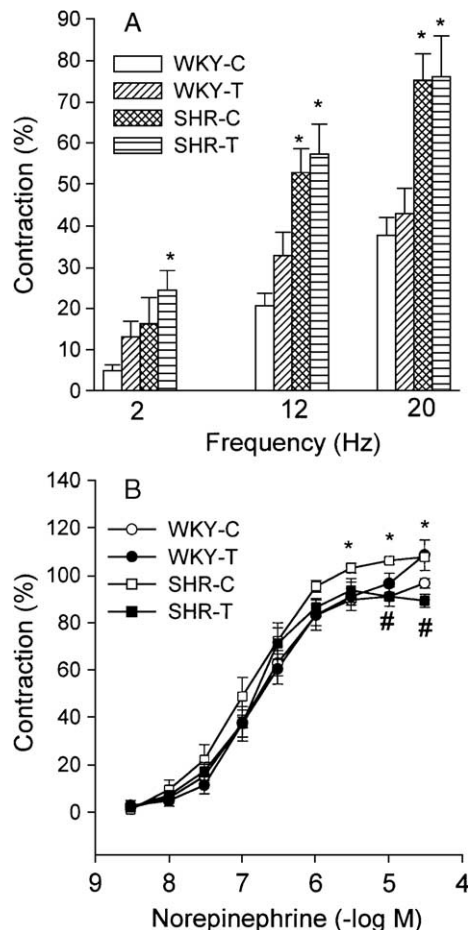 A
WKY-C
WKY-T
SHR-C
SHR-T
Contraction (%)
90
80
70
60
50
40
30
20
10
0
* * * * *
2 12 20
Frequency (Hz)
B
WKY-C
WKY-T
SHR-C
SHR-T
Contraction (%)
140
120
100
80
60
40
20
0
* * *
# #
9 8 7 6 5 4
Norepinephrine (-log M)